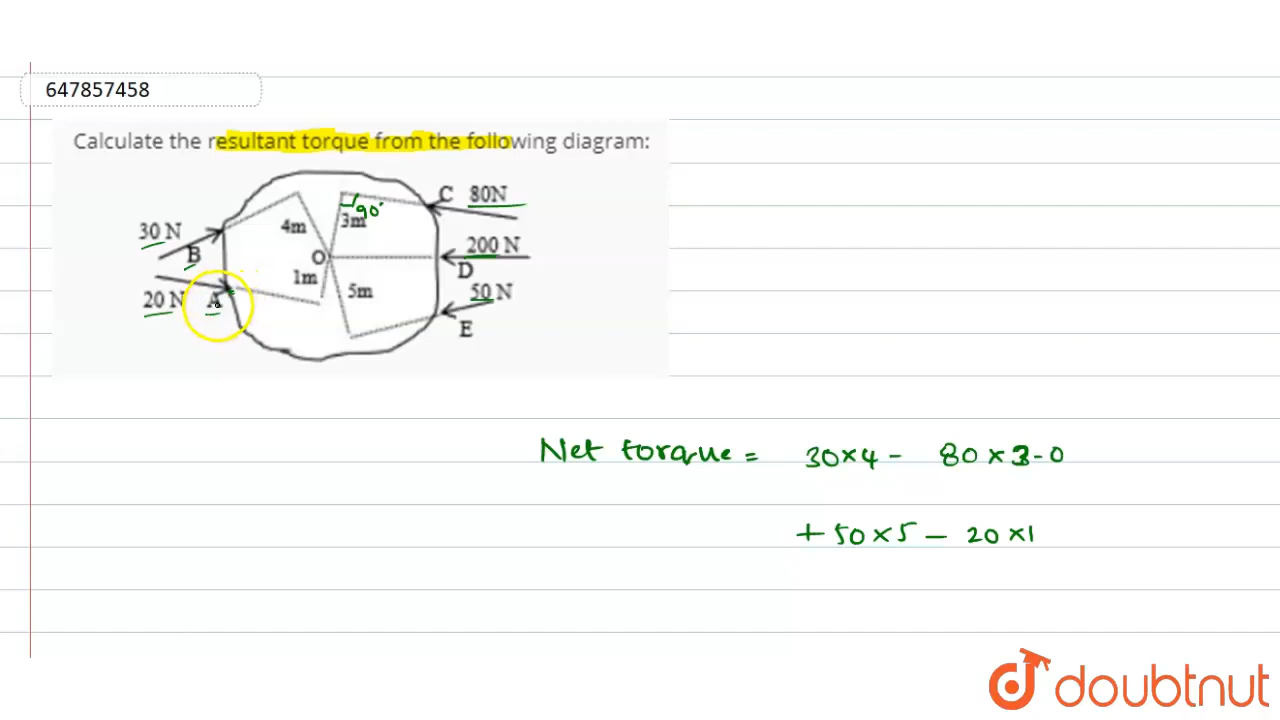 647857458
Calculate the resultant torque from the following diagram:
C 80N
90°
3m
30 N
4m
B
200 N
O
D
1m
5m
50 N
20 N A
E
Net torque = 30×4 - 80×3-0
+ 50×5 - 20×1
doubtnut